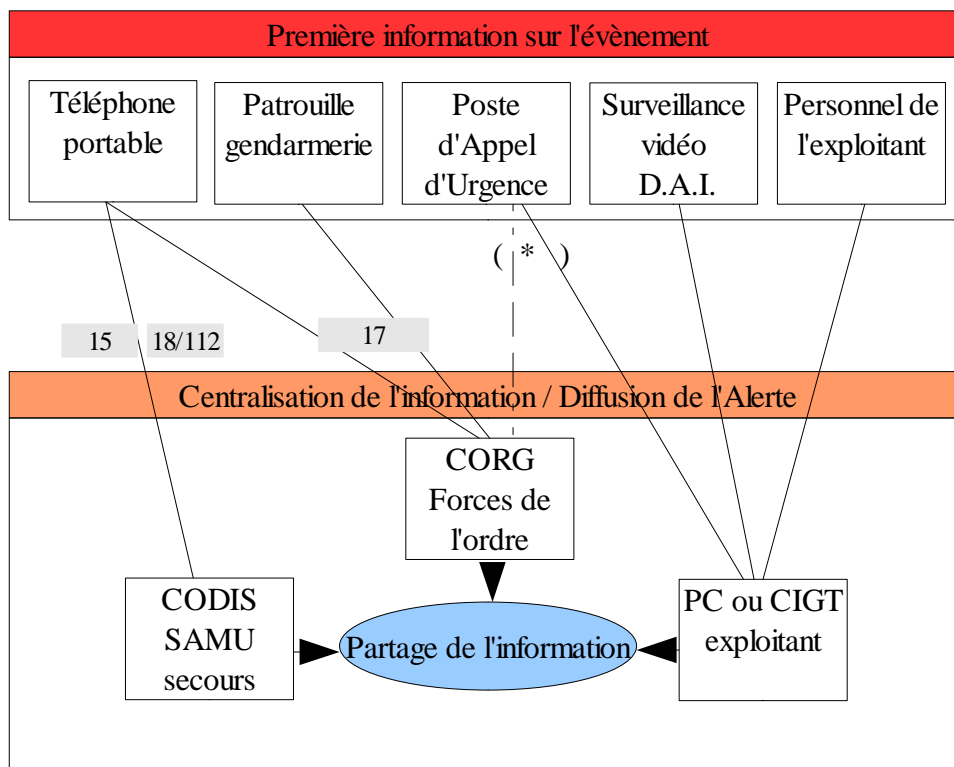 Première information sur l'évènement
Téléphone
portable
Patrouille
gendarmerie
Poste
d'Appel
d'Urgence
Surveillance
vidéo
D.A.I.
Personnel de
l'exploitant
( * )
15
18/112
17
Centralisation de l'information / Diffusion de l'Alerte
CORG
Forces de
l'ordre
CODIS
SAMU
secours
Partage de l'information
PC ou CIGT
exploitant